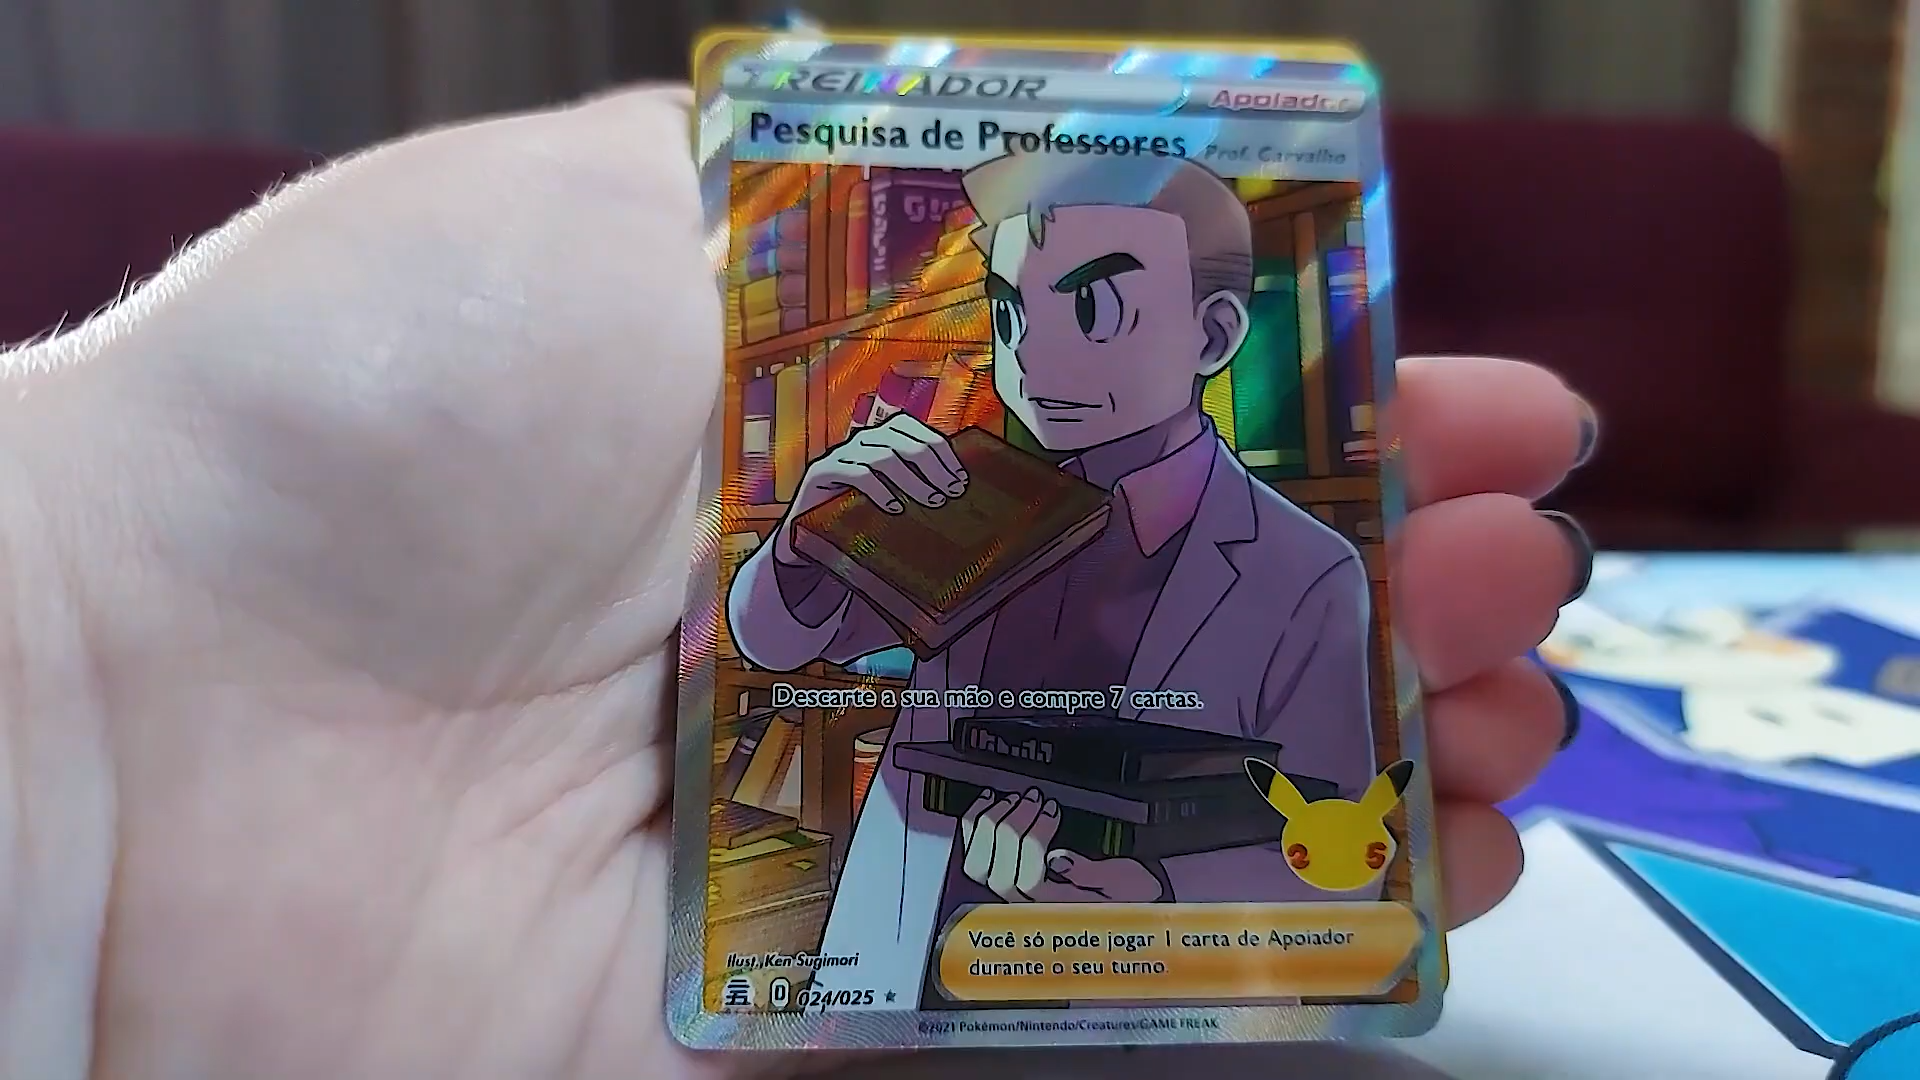 TREINADOR
Apoiador
Pesquisa de Professores
Prof. Carvalho
Descarte a sua mão e compre 7 cartas.
25
Você só pode jogar 1 carta de Apoiador
durante o seu turno.
Ilust. Ken Sugimori
D 024/025
©2021 Pokémon/Nintendo/Creatures/GAME FREAK